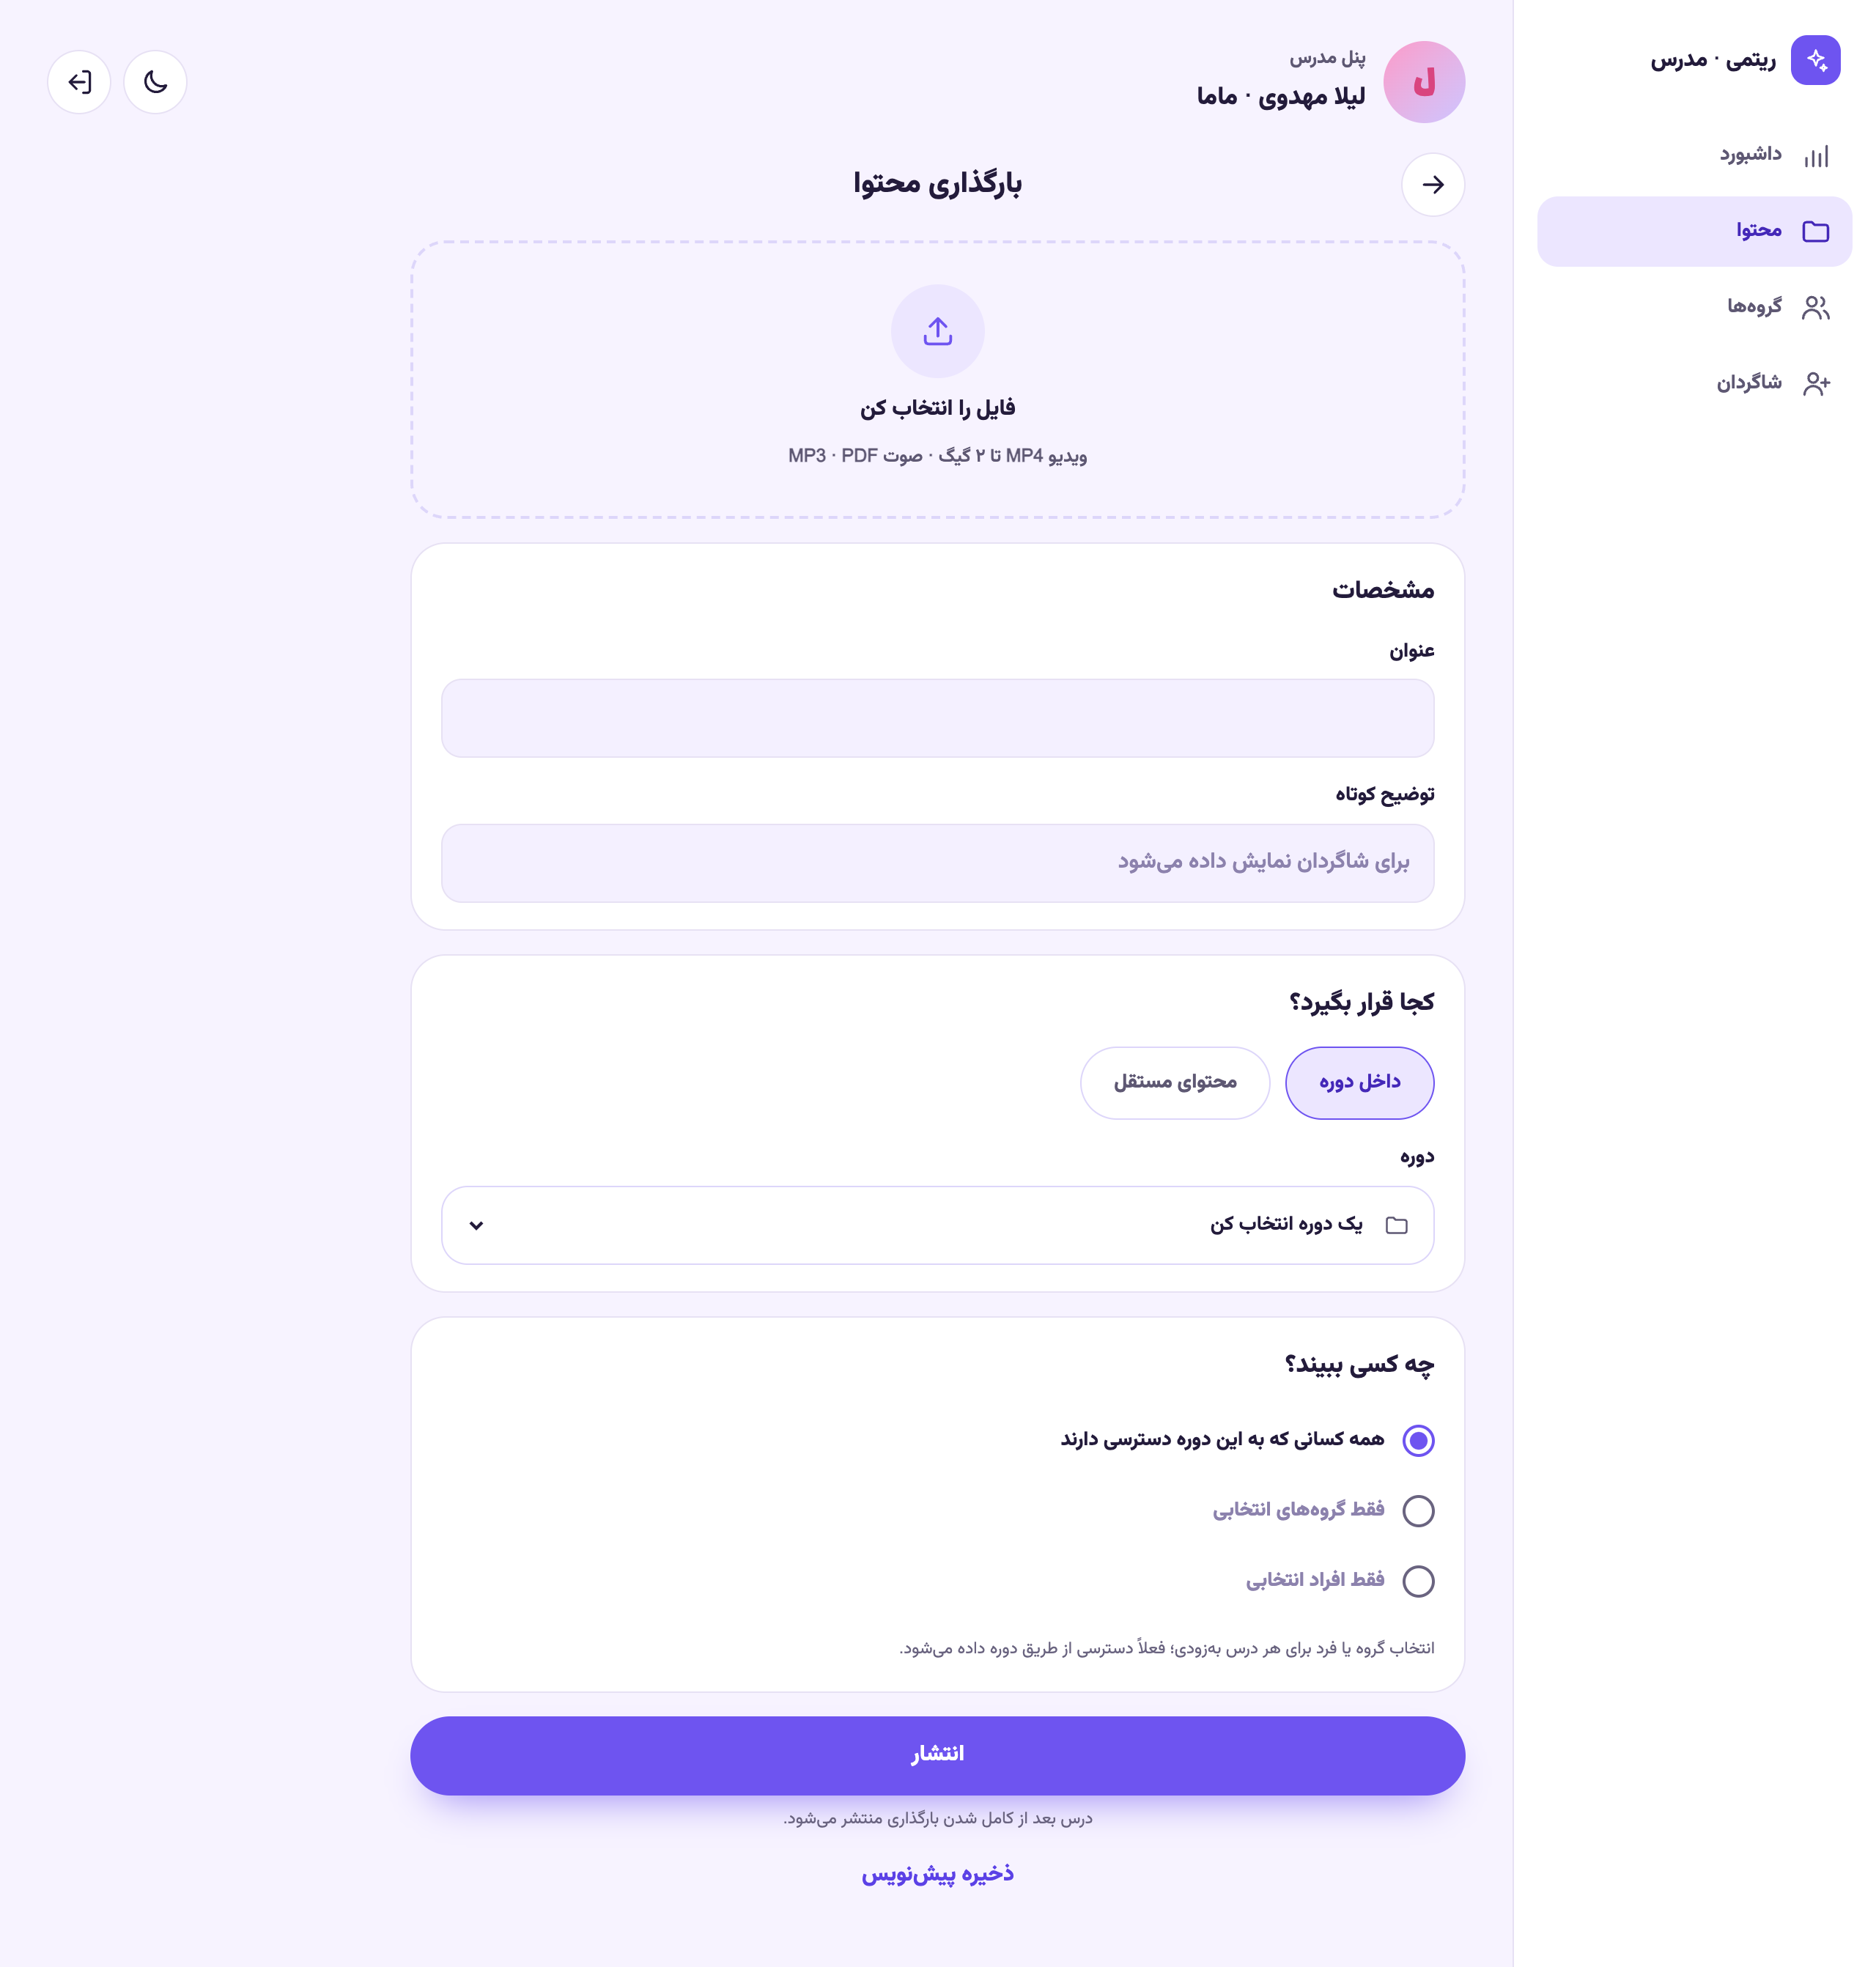 ریتمی · مدرس
داشبورد
محتوا
گروه‌ها
شاگردان
ل
پنل مدرس
لیلا مهدوی · ماما
بارگذاری محتوا
فایل را انتخاب کن
ویدیو MP4 تا ۲ گیگ · صوت MP3 · PDF
مشخصات
عنوان
توضیح کوتاه
برای شاگردان نمایش داده می‌شود
کجا قرار بگیرد؟
داخل دوره
محتوای مستقل
دوره
یک دوره انتخاب کن
چه کسی ببیند؟
همه کسانی که به این دوره دسترسی دارند
فقط گروه‌های انتخابی
فقط افراد انتخابی
انتخاب گروه یا فرد برای هر درس به‌زودی؛ فعلاً دسترسی از طریق دوره داده می‌شود.
انتشار
درس بعد از کامل شدن بارگذاری منتشر می‌شود.
ذخیره پیش‌نویس